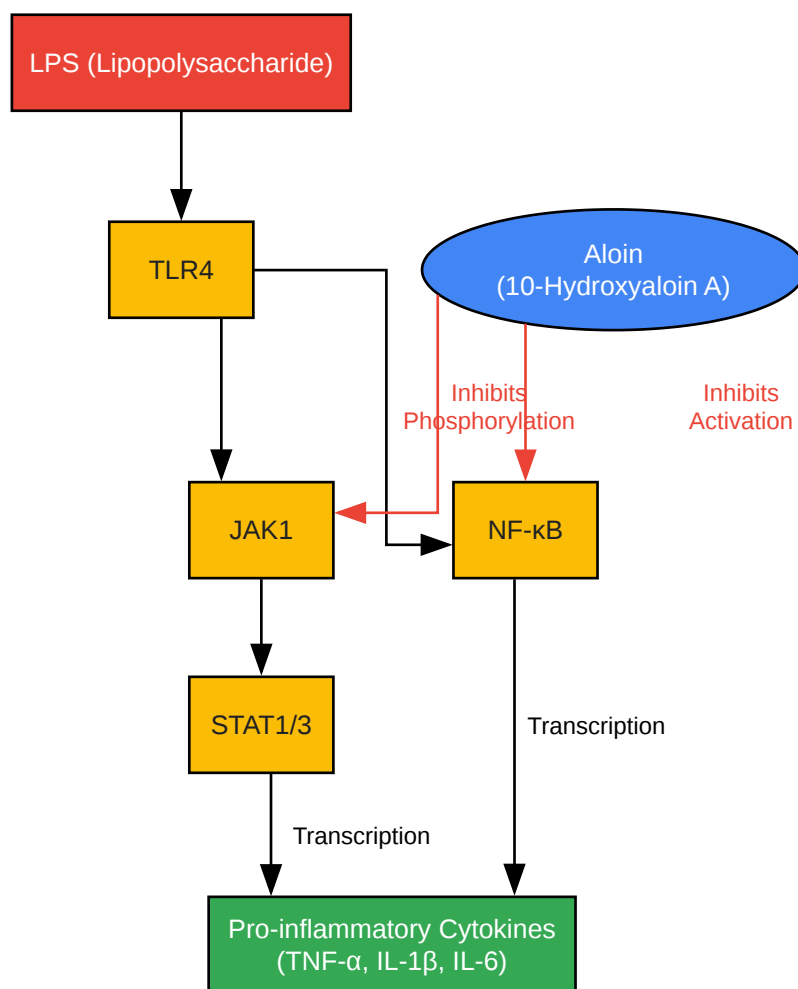 LPS (Lipopolysaccharide)
TLR4
Aloin
(10-Hydroxyaloin A)
Inhibits
Phosphorylation
Inhibits
Activation
JAK1
NF-κB
STAT1/3
Transcription
Transcription
Pro-inflammatory Cytokines
(TNF-α, IL-1β, IL-6)